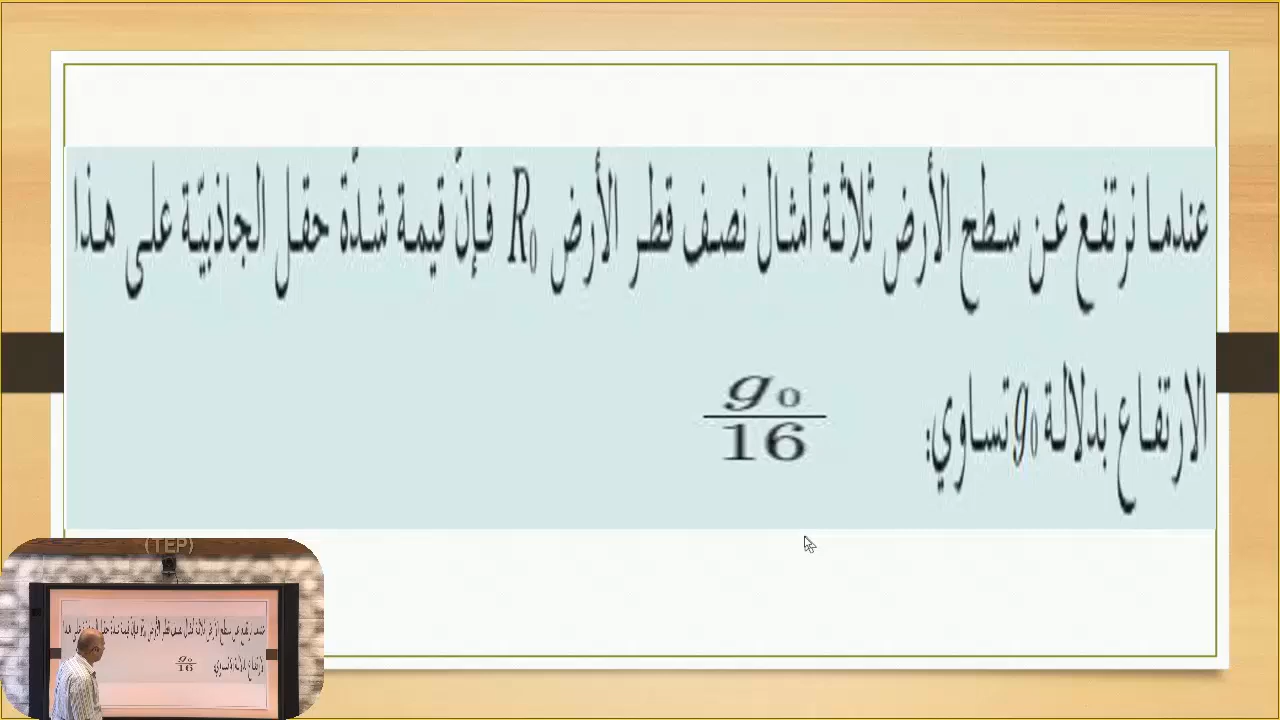 عندما نرتفع عن سطح الأرض ثلاثة أمثال نصف قطر الأرض R₀ فإنّ قيمة شدّة حقل الجاذبيّة على هذا
الارتفاع بدلالة g₀ تساوي: g₀/16
(TEP)